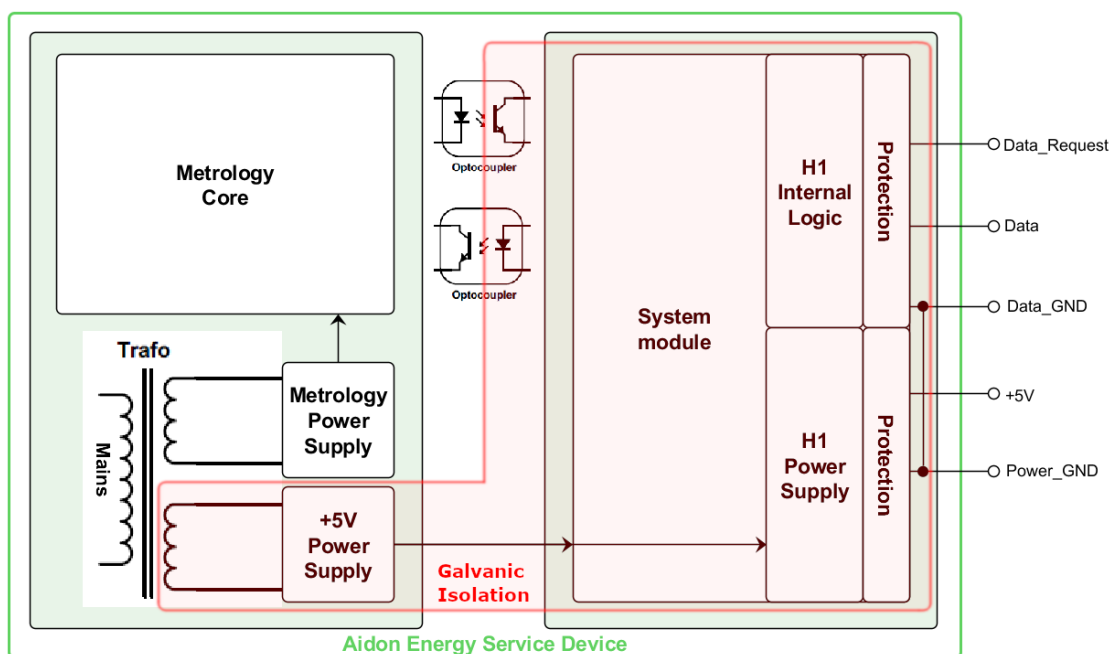 Metrology
Core
Optocoupler
Optocoupler
Trafo
Mains
Metrology
Power
Supply
+5V
Power
Supply
Galvanic
Isolation
System
module
H1
Internal
Logic
Protection
H1
Power
Supply
Protection
Data_Request
Data
Data_GND
+5V
Power_GND
Aidon Energy Service Device